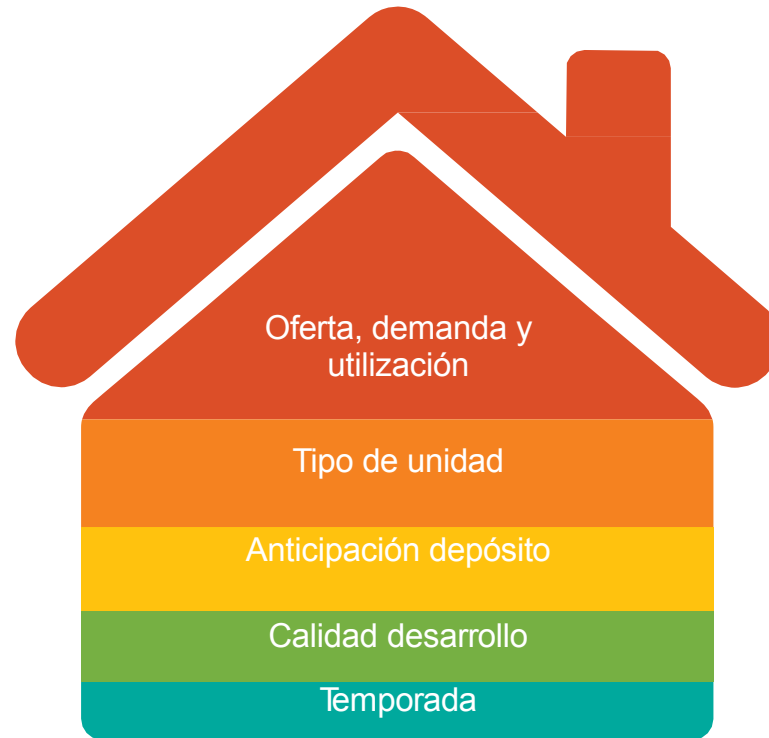 Oferta, demanda y
utilización
Tipo de unidad
Anticipación depósito
Calidad desarrollo
Temporada